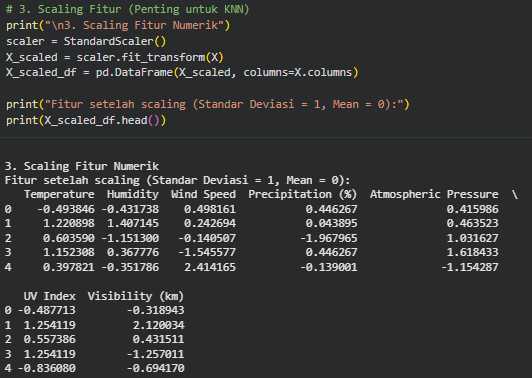 # 3. Scaling Fitur (Penting untuk KNN)
print("\n3. Scaling Fitur Numerik")
scaler = StandardScaler()
X_scaled = scaler.fit_transform(X)
X_scaled_df = pd.DataFrame(X_scaled, columns=X.columns)

print("Fitur setelah scaling (Standar Deviasi = 1, Mean = 0):")
print(X_scaled_df.head())

3. Scaling Fitur Numerik
Fitur setelah scaling (Standar Deviasi = 1, Mean = 0):
   Temperature  Humidity  Wind Speed  Precipitation (%)  Atmospheric Pressure  \
0    -0.493846 -0.431738    0.498161           0.446267              0.415986
1     1.220898  1.407145    0.242694           0.043895              0.463523
2     0.603590 -1.151300   -0.140507          -1.967965              1.031627
3     1.152308  0.367776   -1.545577           0.446267              1.618433
4     0.397821 -0.351786    2.414165          -0.139001             -1.154287

   UV Index  Visibility (km)
0 -0.487713        -0.318943
1  1.254119         2.120034
2  0.557386         0.431511
3  1.254119        -1.257011
4 -0.836080        -0.694170